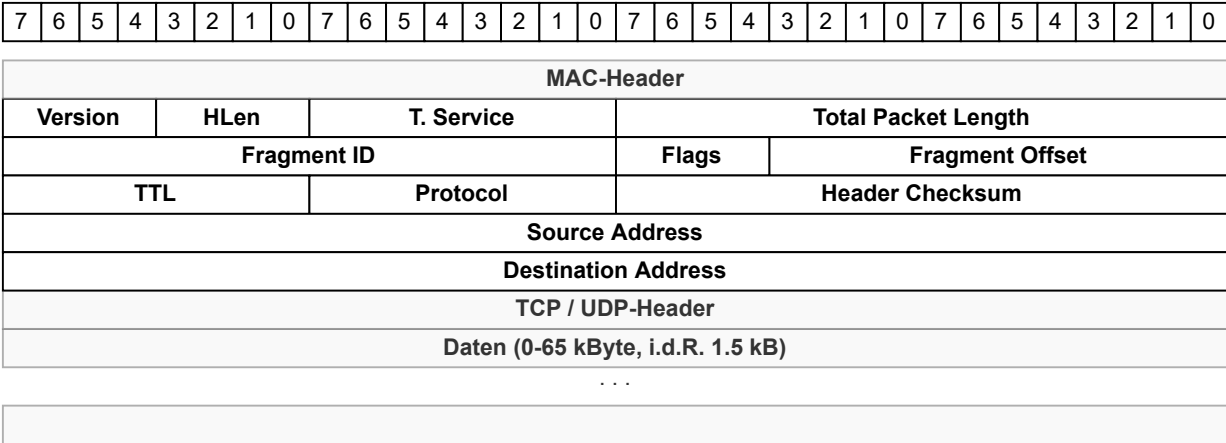 7 6 5 4 3 2 1 0 7 6 5 4 3 2 1 0 7 6 5 4 3 2 1 0 7 6 5 4 3 2 1 0
MAC-Header
Version HLen T. Service Total Packet Length
Fragment ID Flags Fragment Offset
TTL Protocol Header Checksum
Source Address
Destination Address
TCP / UDP-Header
Daten (0-65 kByte, i.d.R. 1.5 kB)
. . .